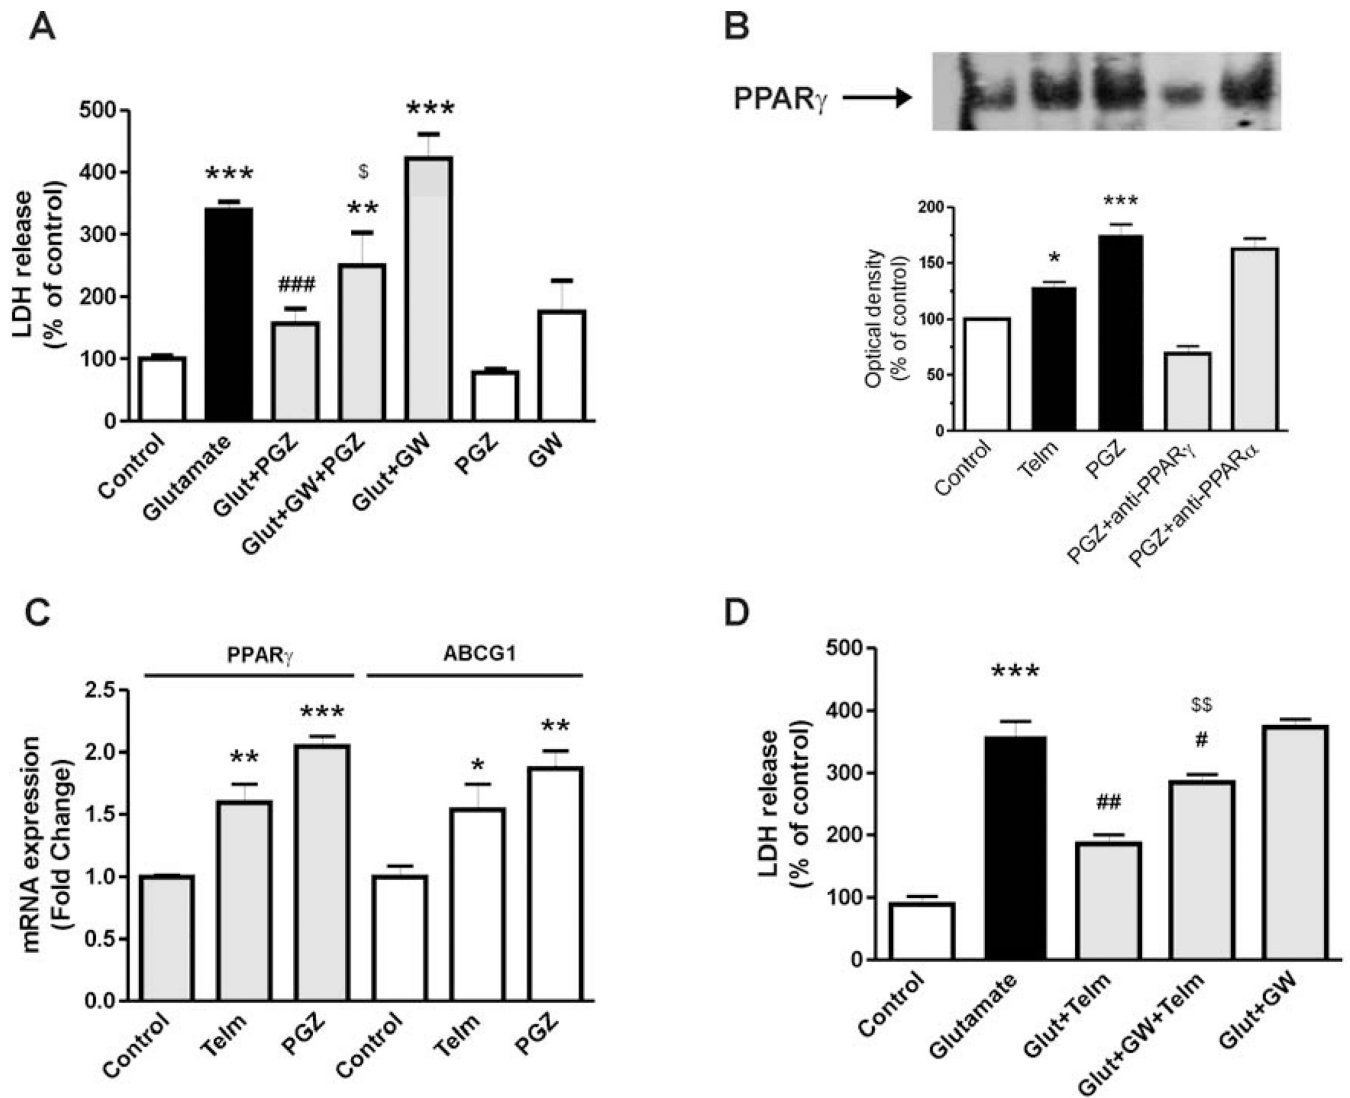 A
LDH release
(% of control)
500
400
300
200
100
0
***
###
$
**
***
Control
Glutamate
Glut+PGZ
Glut+GW+PGZ
Glut+GW
PGZ
GW
B
PPARγ
Optical density
(% of control)
200
150
100
50
0
*
***
Control
Telm
PGZ
PGZ+anti-PPARγ
PGZ+anti-PPARα
C
PPARγ
ABCG1
mRNA expression
(Fold Change)
2.5
2.0
1.5
1.0
0.5
0.0
**
***
*
**
Control
Telm
PGZ
Control
Telm
PGZ
D
LDH release
(% of control)
500
400
300
200
100
0
***
##
$$
#
Control
Glutamate
Glut+Telm
Glut+GW+Telm
Glut+GW